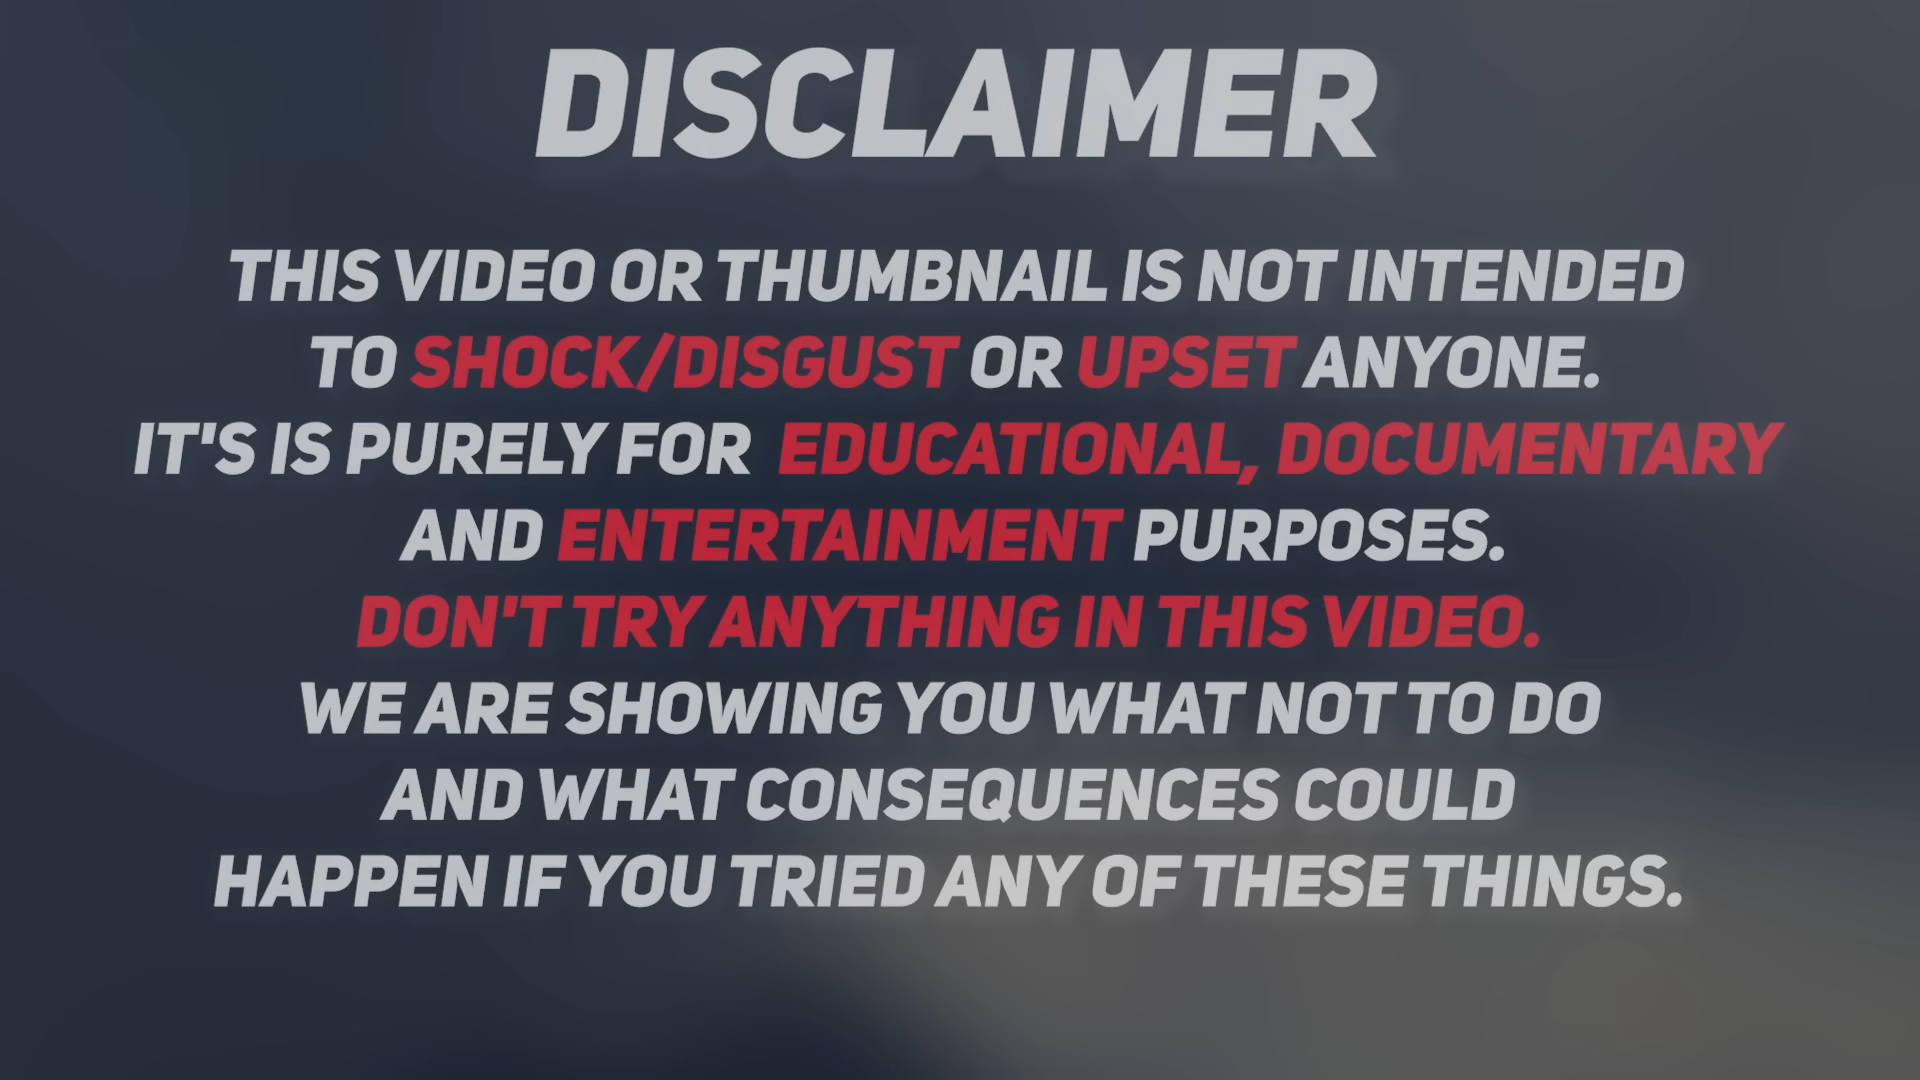 DISCLAIMER
THIS VIDEO OR THUMBNAIL IS NOT INTENDED
TO SHOCK/DISGUST OR UPSET ANYONE.
IT'S IS PURELY FOR EDUCATIONAL, DOCUMENTARY
AND ENTERTAINMENT PURPOSES.
DON'T TRY ANYTHING IN THIS VIDEO.
WE ARE SHOWING YOU WHAT NOT TO DO
AND WHAT CONSEQUENCES COULD
HAPPEN IF YOU TRIED ANY OF THESE THINGS.